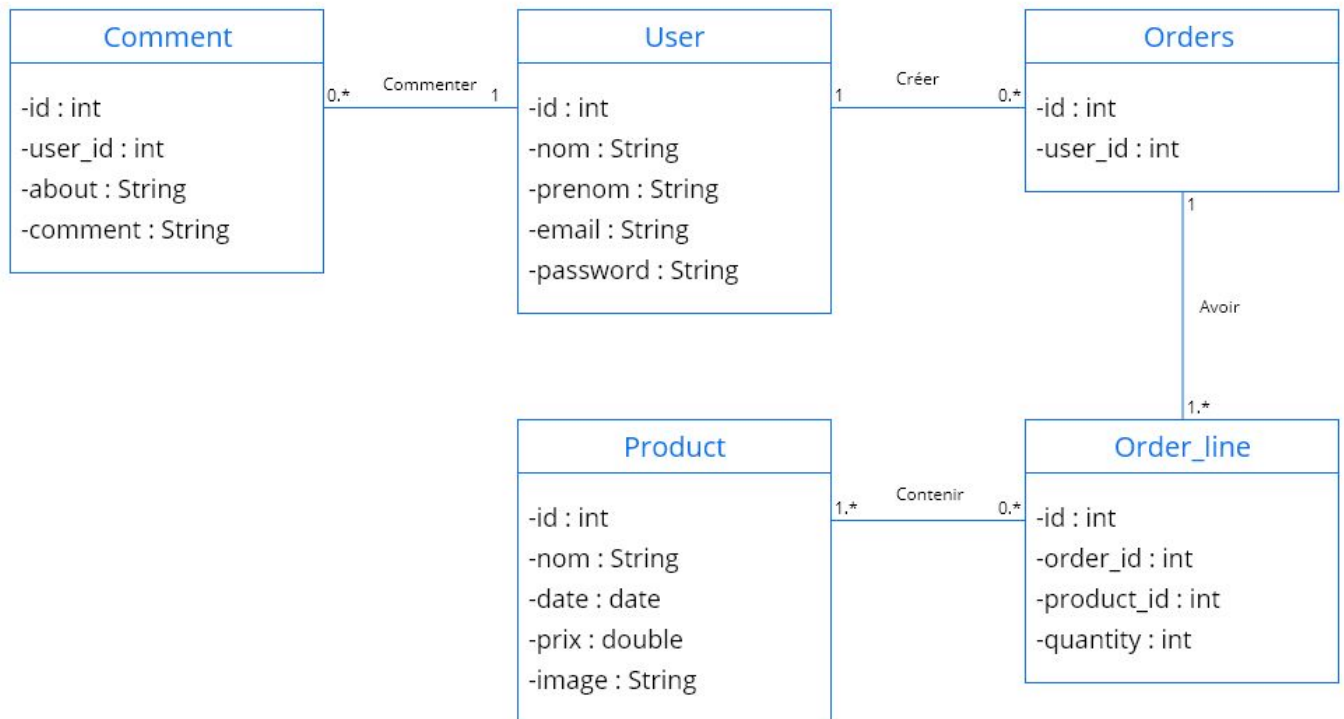 Comment
-id : int
-user_id : int
-about : String
-comment : String
0.*
Commenter
1
User
-id : int
-nom : String
-prenom : String
-email : String
-password : String
1
Créer
0.*
Orders
-id : int
-user_id : int
1
Avoir
1.*
Product
-id : int
-nom : String
-date : date
-prix : double
-image : String
1.*
Contenir
0.*
Order_line
-id : int
-order_id : int
-product_id : int
-quantity : int